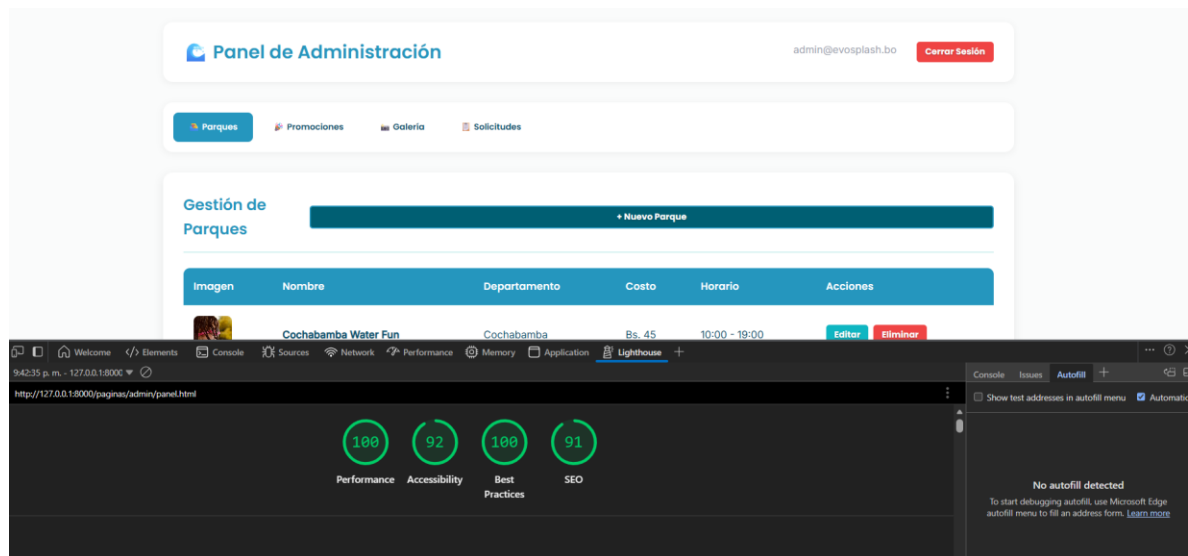 Panel de Administración
admin@evosplash.bo
Cerrar Sesión
Parques
Promociones
Galería
Solicitudes
Gestión de
Parques
+ Nuevo Parque
Imagen Nombre Departamento Costo Horario Acciones
Cochabamba Water Fun Cochabamba Bs. 45 10:00 - 19:00 Editar Eliminar
Welcome </> Elements Console Sources Network Performance Memory Application Lighthouse
9:42:35 p. m. - 127.0.0.1:8000
http://127.0.0.1:8000/paginas/admin/panel.html
100 92 100 91
Performance Accessibility Best
Practices
SEO
Console Issues Autofill
Show test addresses in autofill menu Automatic
No autofill detected
To start debugging autofill, use Microsoft Edge
autofill menu to fill an address form. Learn more